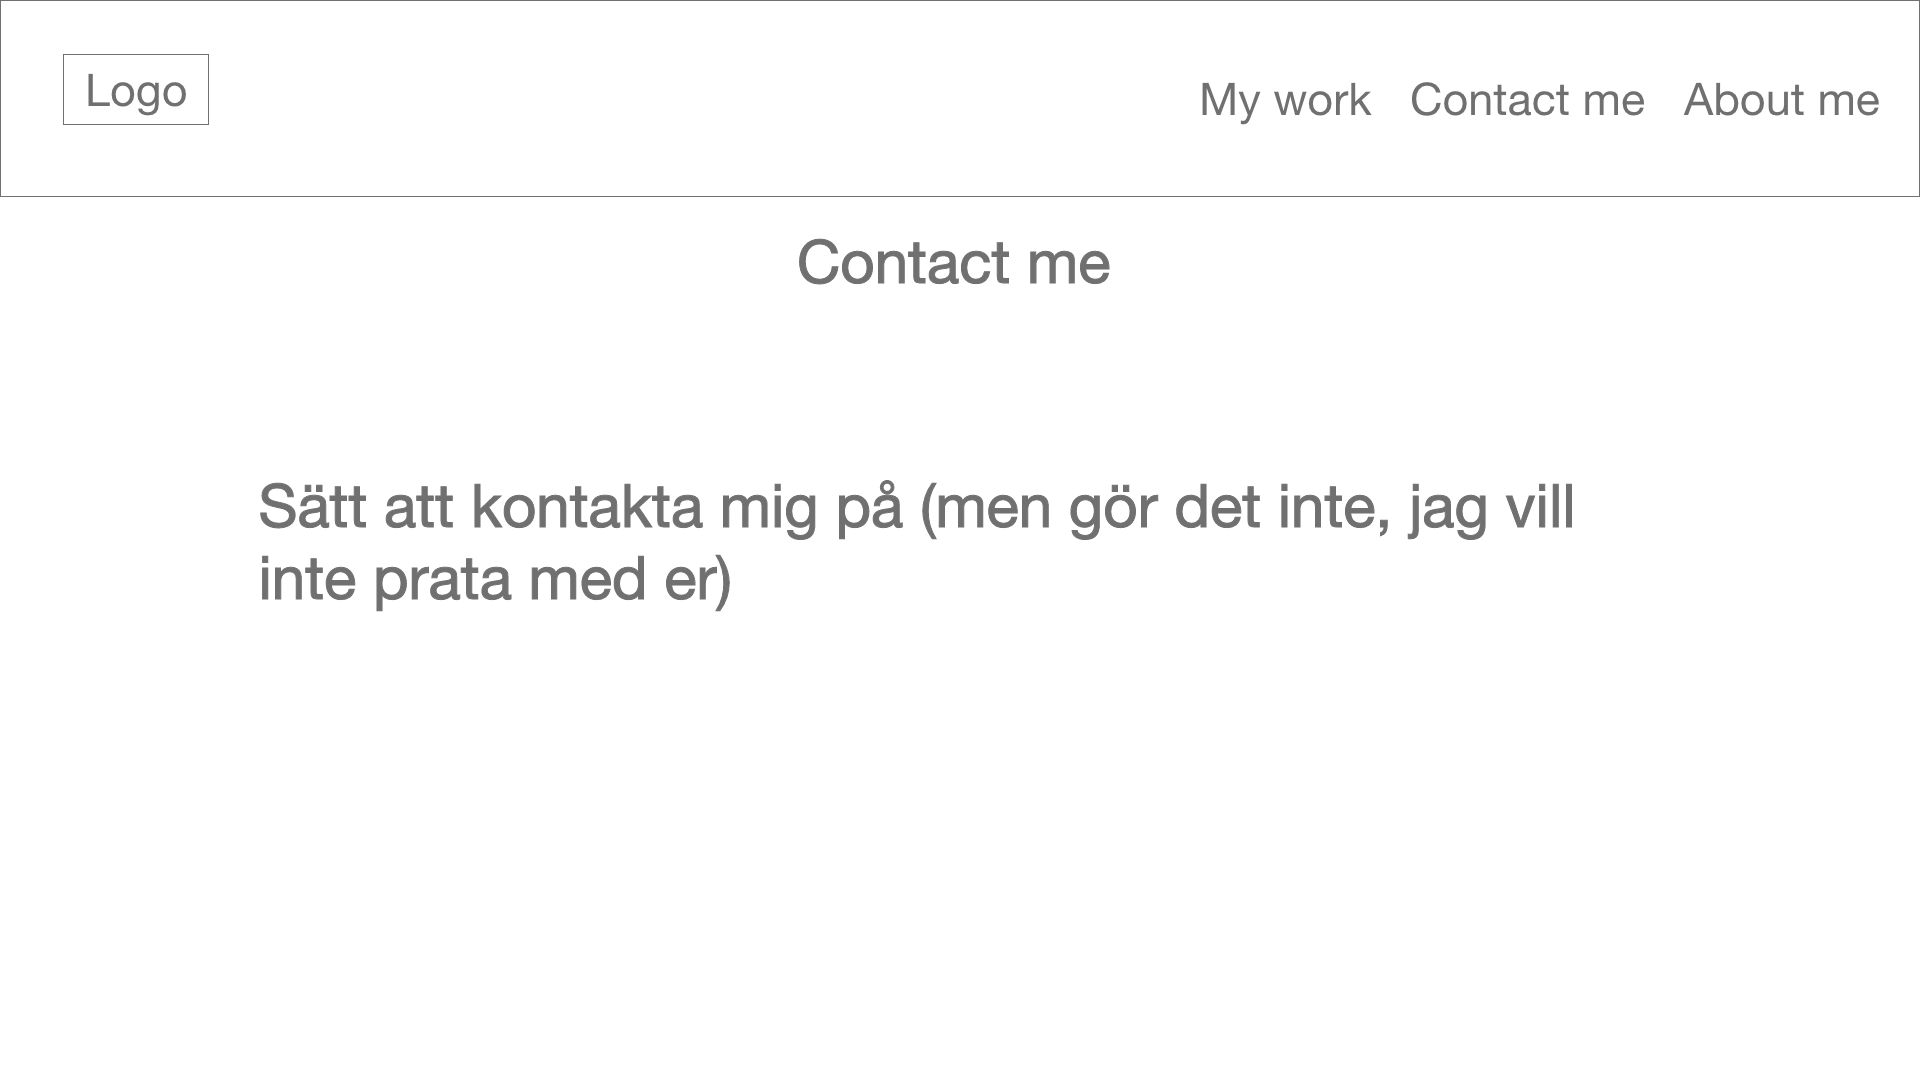 Logo
My work Contact me About me
Contact me
Sätt att kontakta mig på (men gör det inte, jag vill
inte prata med er)